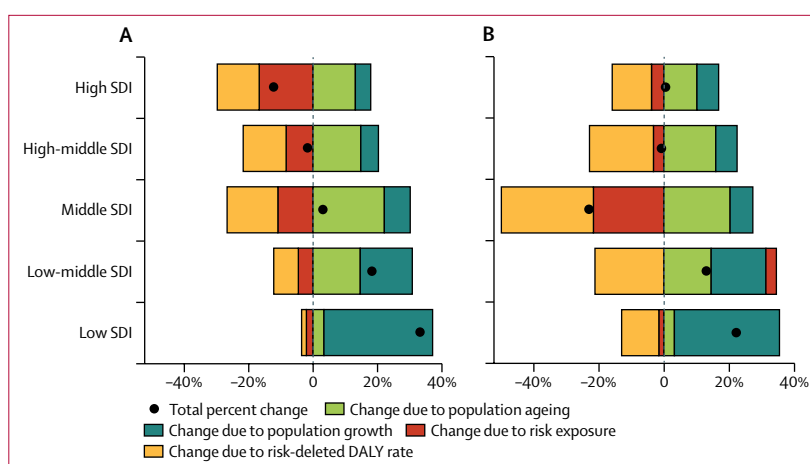 A
B
High SDI
High-middle SDI
Middle SDI
Low-middle SDI
Low SDI
−40% −20% 0 20% 40%
−40% −20% 0 20% 40%
Total percent change Change due to population ageing
Change due to population growth Change due to risk exposure
Change due to risk-deleted DALY rate